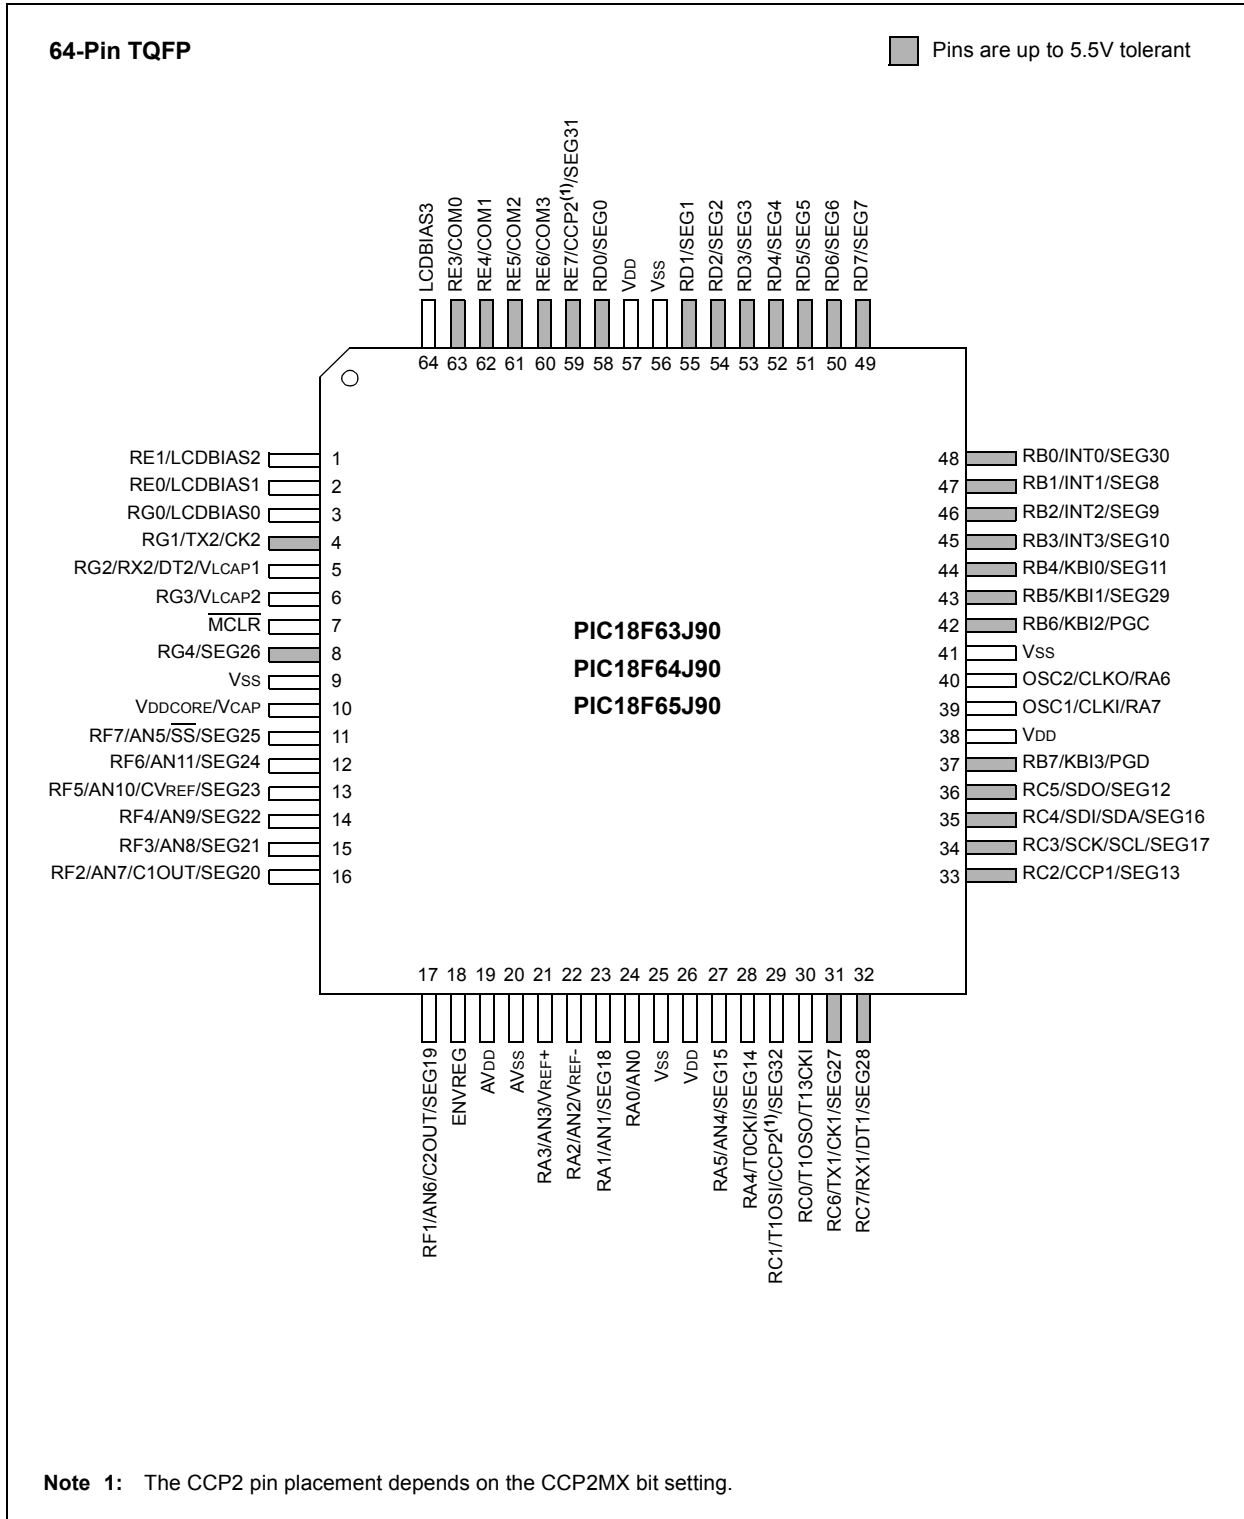 64-Pin TQFP
Pins are up to 5.5V tolerant
LCDBIAS3
RE3/COM0
RE4/COM1
RE5/COM2
RE6/COM3
RE7/CCP2(1)/SEG31
RD0/SEG0
VDD
VSS
RD1/SEG1
RD2/SEG2
RD3/SEG3
RD4/SEG4
RD5/SEG5
RD6/SEG6
RD7/SEG7
64 63 62 61 60 59 58 57 56 55 54 53 52 51 50 49
RE1/LCDBIAS2 1
RE0/LCDBIAS1 2
RG0/LCDBIAS0 3
RG1/TX2/CK2 4
RG2/RX2/DT2/VLCAP1 5
RG3/VLCAP2 6
MCLR 7
RG4/SEG26 8
VSS 9
VDDCORE/VCAP 10
RF7/AN5/SS/SEG25 11
RF6/AN11/SEG24 12
RF5/AN10/CVREF/SEG23 13
RF4/AN9/SEG22 14
RF3/AN8/SEG21 15
RF2/AN7/C1OUT/SEG20 16
PIC18F63J90
PIC18F64J90
PIC18F65J90
48 RB0/INT0/SEG30
47 RB1/INT1/SEG8
46 RB2/INT2/SEG9
45 RB3/INT3/SEG10
44 RB4/KBI0/SEG11
43 RB5/KBI1/SEG29
42 RB6/KBI2/PGC
41 VSS
40 OSC2/CLKO/RA6
39 OSC1/CLKI/RA7
38 VDD
37 RB7/KBI3/PGD
36 RC5/SDO/SEG12
35 RC4/SDI/SDA/SEG16
34 RC3/SCK/SCL/SEG17
33 RC2/CCP1/SEG13
17 18 19 20 21 22 23 24 25 26 27 28 29 30 31 32
RF1/AN6/C2OUT/SEG19
ENVREG
AVDD
AVSS
RA3/AN3/VREF+
RA2/AN2/VREF-
RA1/AN1/SEG18
RA0/AN0
VSS
VDD
RA5/AN4/SEG15
RA4/T0CKI/SEG14
RC1/T1OSI/CCP2(1)/SEG32
RC0/T1OSO/T13CKI
RC6/TX1/CK1/SEG27
RC7/RX1/DT1/SEG28
Note 1: The CCP2 pin placement depends on the CCP2MX bit setting.